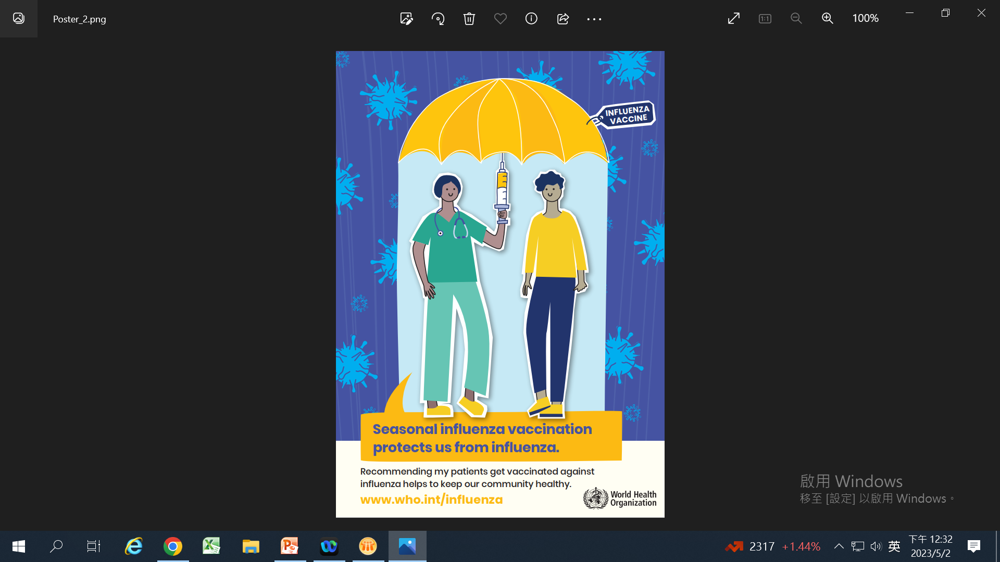 Poster_2.png
100%
INFLUENZA
VACCINE
Seasonal influenza vaccination
protects us from influenza.
Recommending my patients get vaccinated against
influenza helps to keep our community healthy.
www.who.int/influenza
World Health
Organization
啟用 Windows
移至 [設定] 以啟用 Windows。
2317 +1.44%
英
下午 12:32
2023/5/2